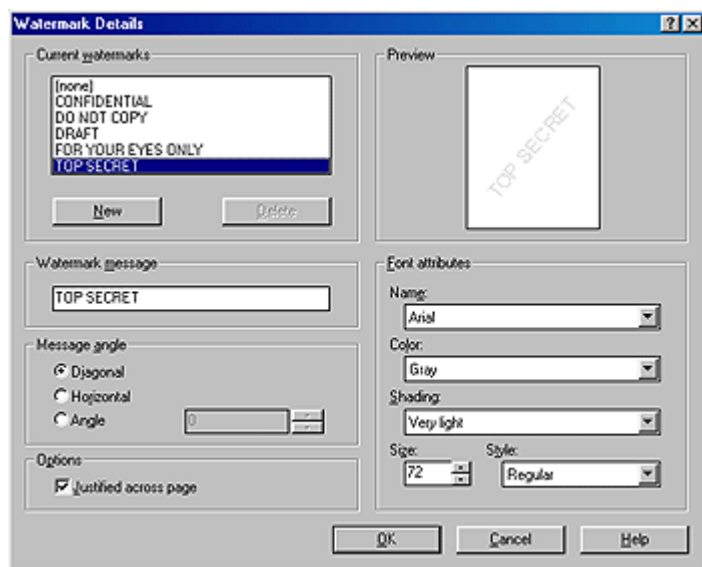 Watermark Details
Current watermarks
(none)
CONFIDENTIAL
DO NOT COPY
DRAFT
FOR YOUR EYES ONLY
TOP SECRET
New
Delete
Preview
TOP SECRET
Watermark message
TOP SECRET
Message angle
Diagonal
Horizontal
Angle
0
Options
Justified across page
Font attributes
Name:
Arial
Color:
Gray
Shading:
Very light
Size:
Style:
72
Regular
OK
Cancel
Help